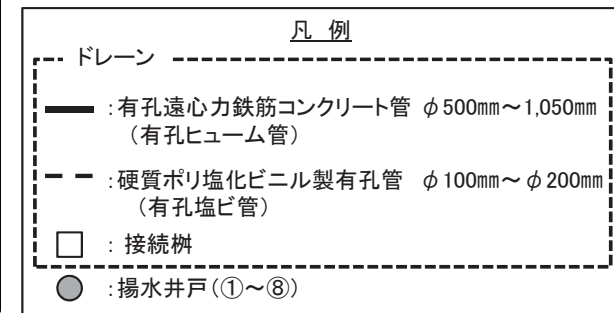 凡 例
ドレーン
:有孔遠心力鉄筋コンクリート管 φ500㎜～1,050㎜
(有孔ヒューム管)
:硬質ポリ塩化ビニル製有孔管 φ100㎜～φ200㎜
(有孔塩ビ管)
: 接続桝
:揚水井戸(①～⑧)